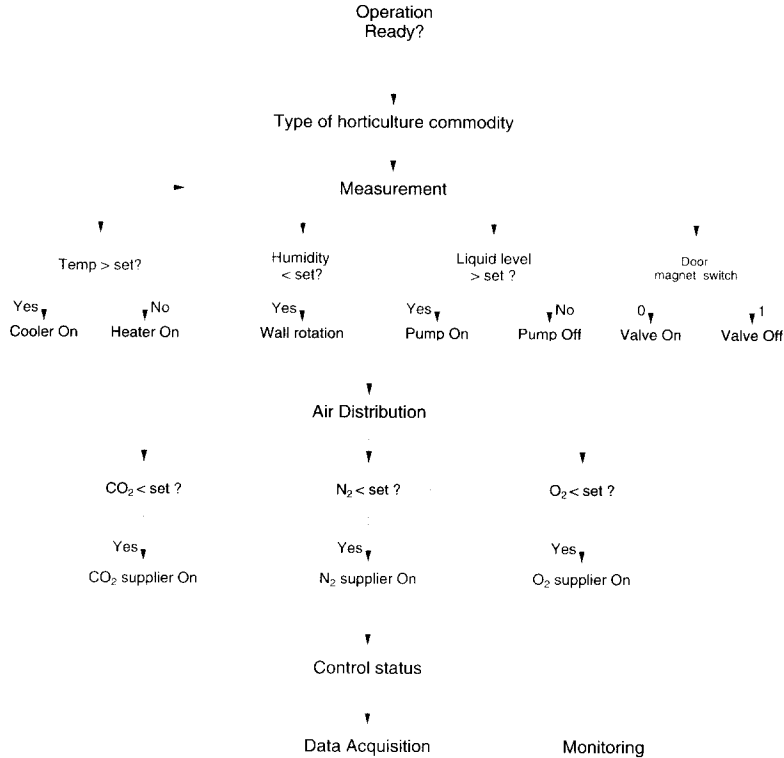 Operation
Ready?
Type of horticulture commodity
Measurement
Temp > set?
Humidity
< set?
Liquid level
> set ?
Door
magnet switch
Yes
No
Yes
Yes
No
0
1
Cooler On
Heater On
Wall rotation
Pump On
Pump Off
Valve On
Valve Off
Air Distribution
CO₂ < set ?
N₂ < set ?
O₂ < set ?
Yes
Yes
Yes
CO₂ supplier On
N₂ supplier On
O₂ supplier On
Control status
Data Acquisition
Monitoring